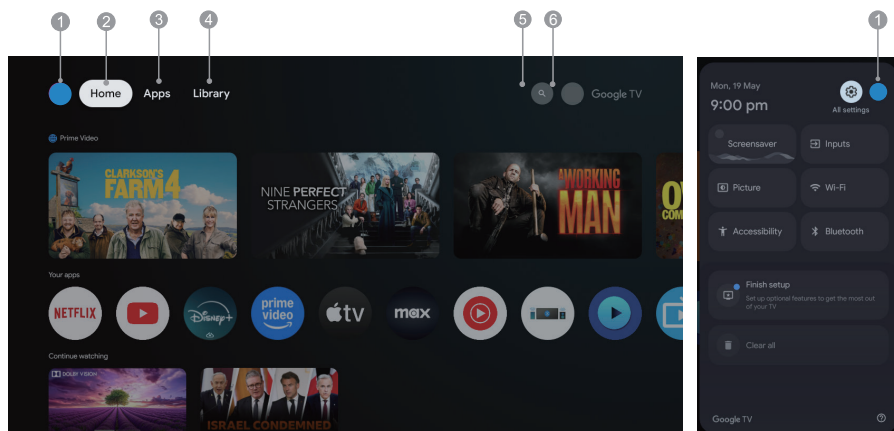 1
2
3
4
5
6
1
Home
Apps
Library
Google TV
Prime Video
CLARKSON'S
FARM4
NINE PERFECT
STRANGERS
A WORKING
MAN
Your apps
NETFLIX
Disney+
prime
video
tv
max
Continue watching
DOLBY VISION
ISRAEL CONDEMNED
Mon, 19 May
9:00 pm
All settings
Screensaver
Inputs
Picture
Wi-Fi
Accessibility
Bluetooth
Finish setup
Set up optional features to get the most out
of your TV
Clear all
Google TV